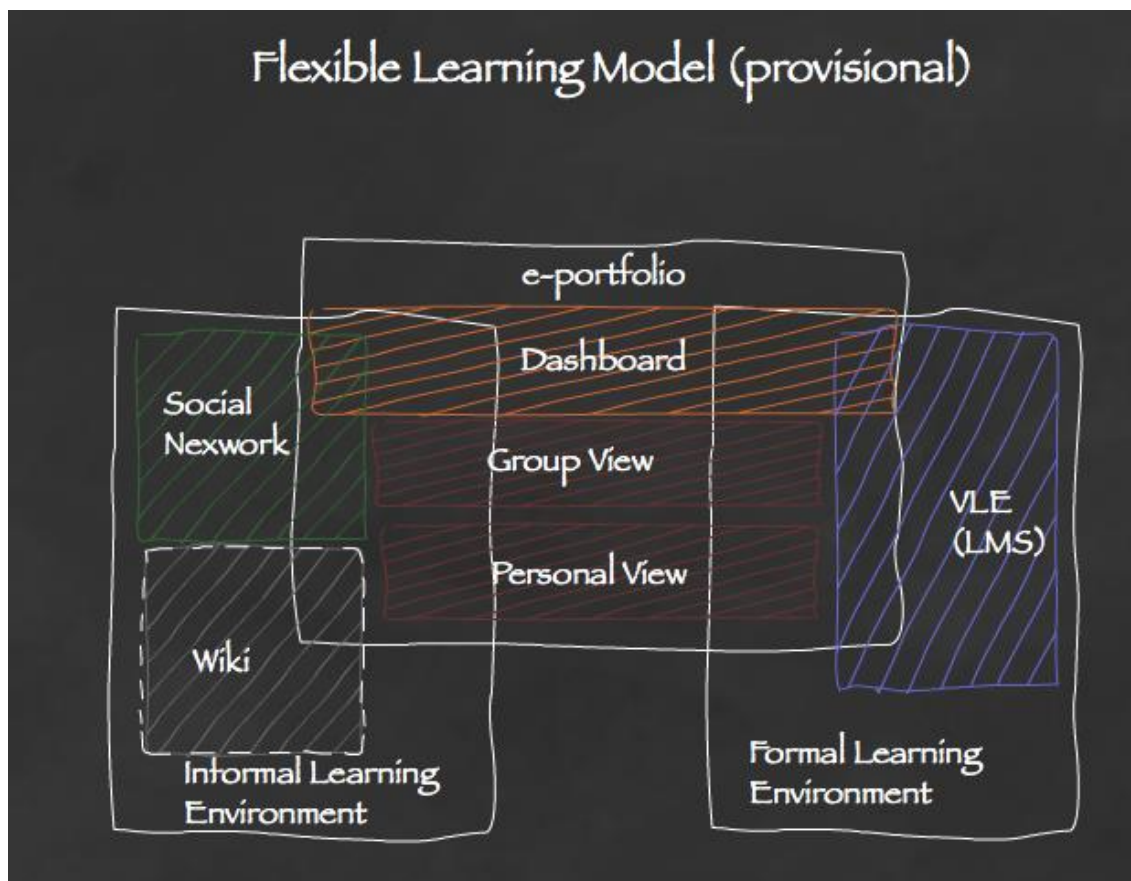 Flexible Learning Model (provisional)
e-portfolio
Dashboard
Social
Nexwork
Group View
VLE
(LMS)
Personal View
Wiki
Informal Learning
Environment
Formal Learning
Environment